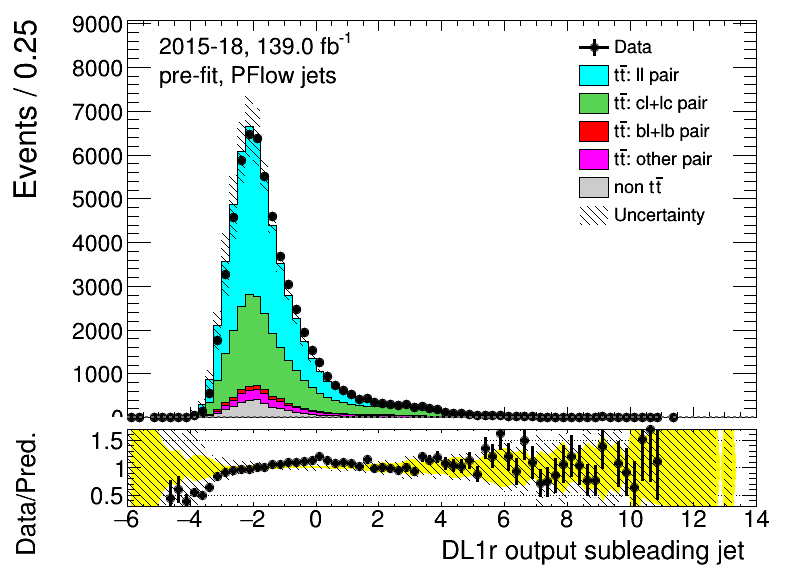 Events / 0.25
9000
8000
7000
6000
5000
4000
3000
2000
1000
0
2015-18, 139.0 fb⁻¹
pre-fit, PFlow jets
Data
tt̄: ll pair
tt̄: cl+lc pair
tt̄: bl+lb pair
tt̄: other pair
non tt̄
Uncertainty
Data/Pred.
1.5
1
0.5
−6 −4 −2 0 2 4 6 8 10 12 14
DL1r output subleading jet